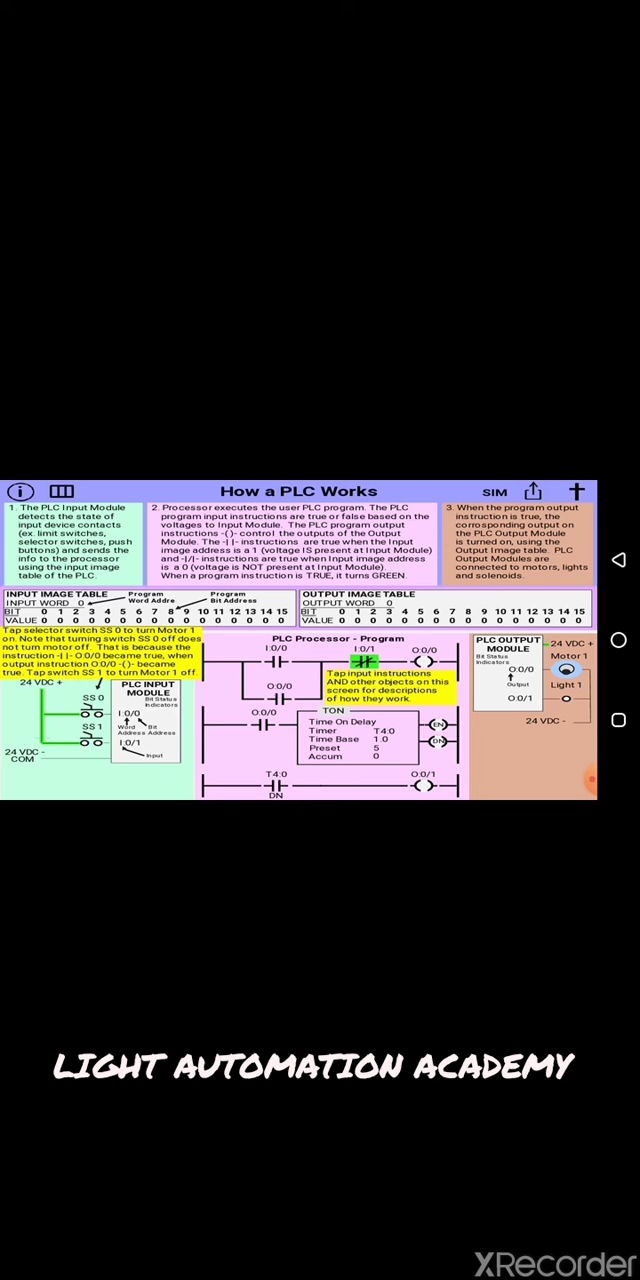 How a PLC Works
SIM
1. The PLC Input Module
detects the state of
input device contacts
(ex. limit switches,
selector switches, push
buttons) and sends the
info to the processor
using the input image
table of the PLC.
2. Processor executes the user PLC program. The PLC
program input instructions are true or false based on the
voltages to Input Module. The PLC program output
instructions -()- control the outputs of the Output
Module. The -| |- instructions are true when the Input
image address is a 1 (voltage IS present at Input Module)
and -|/|- instructions are true when Input image address
is a 0 (voltage is NOT present at Input Module).
When a program instruction is TRUE, it turns GREEN.
3. When the program output
instruction is true, the
corrosponding output on
the PLC Output Module
is turned on, using the
Output Image table. PLC
Output Modules are
connected to motors, lights
and solenoids.
INPUT IMAGE TABLE
INPUT WORD 0
Program
Word Addre
Program
Bit Address
BIT 0 1 2 3 4 5 6 7 8 9 10 11 12 13 14 15
VALUE 0 0 0 0 0 0 0 0 0 0 0 0 0 0 0 0
OUTPUT IMAGE TABLE
OUTPUT WORD 0
BIT 0 1 2 3 4 5 6 7 8 9 10 11 12 13 14 15
VALUE 0 0 0 0 0 0 0 0 0 0 0 0 0 0 0 0
Tap selector switch SS 0 to turn Motor 1
on. Note that turning switch SS 0 off does
not turn motor off. That is because the
instruction -| |- O:0/0 became true, when
output instruction O:0/0 -()- became
true. Tap switch SS 1 to turn Motor 1 off.
24 VDC +
SS 0
SS 1
24 VDC -
COM
PLC INPUT
MODULE
Bit Status
Indicators
I:0/0
Word
Address
Bit
Address
I:0/1
Input
PLC Processor - Program
I:0/0
I:0/1
O:0/0
O:0/0
Tap input instructions
AND other objects on this
screen for descriptions
of how they work.
O:0/0
TON
Time On Delay
Timer T4:0
Time Base 1.0
Preset 5
Accum 0
EN
DN
T4:0
DN
O:0/1
PLC OUTPUT
MODULE
Bit Status
Indicators
O:0/0
Output
O:0/1
24 VDC +
Motor 1
Light 1
24 VDC -
LIGHT AUTOMATION ACADEMY
XRecorder